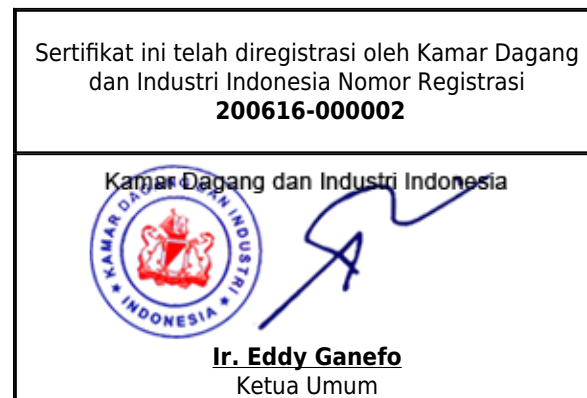 Sertifikat ini telah diregistrasi oleh Kamar Dagang
dan Industri Indonesia Nomor Registrasi
200616-000002
Kamar Dagang dan Industri Indonesia
KAMAR DAGANG DAN INDUSTRI
INDONESIA
Ir. Eddy Ganefo
Ketua Umum